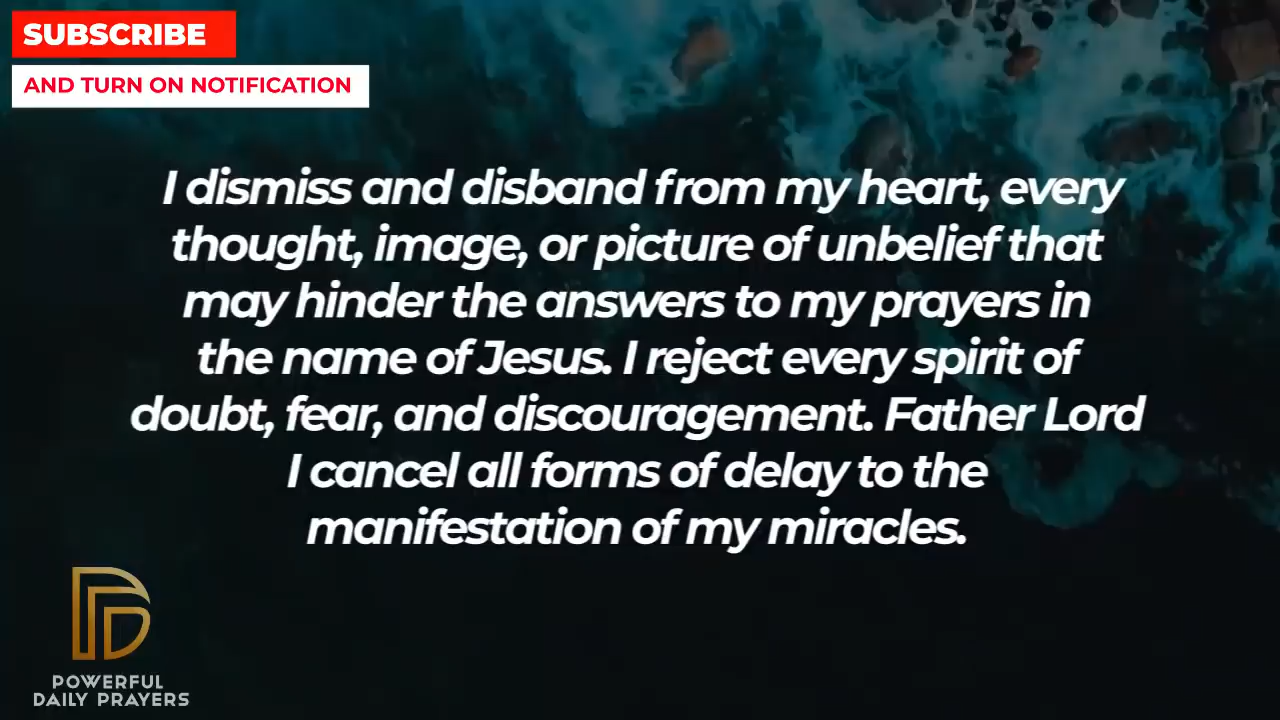 SUBSCRIBE
AND TURN ON NOTIFICATION
I dismiss and disband from my heart, every
thought, image, or picture of unbelief that
may hinder the answers to my prayers in
the name of Jesus. I reject every spirit of
doubt, fear, and discouragement. Father Lord
I cancel all forms of delay to the
manifestation of my miracles.
POWERFUL
DAILY PRAYERS